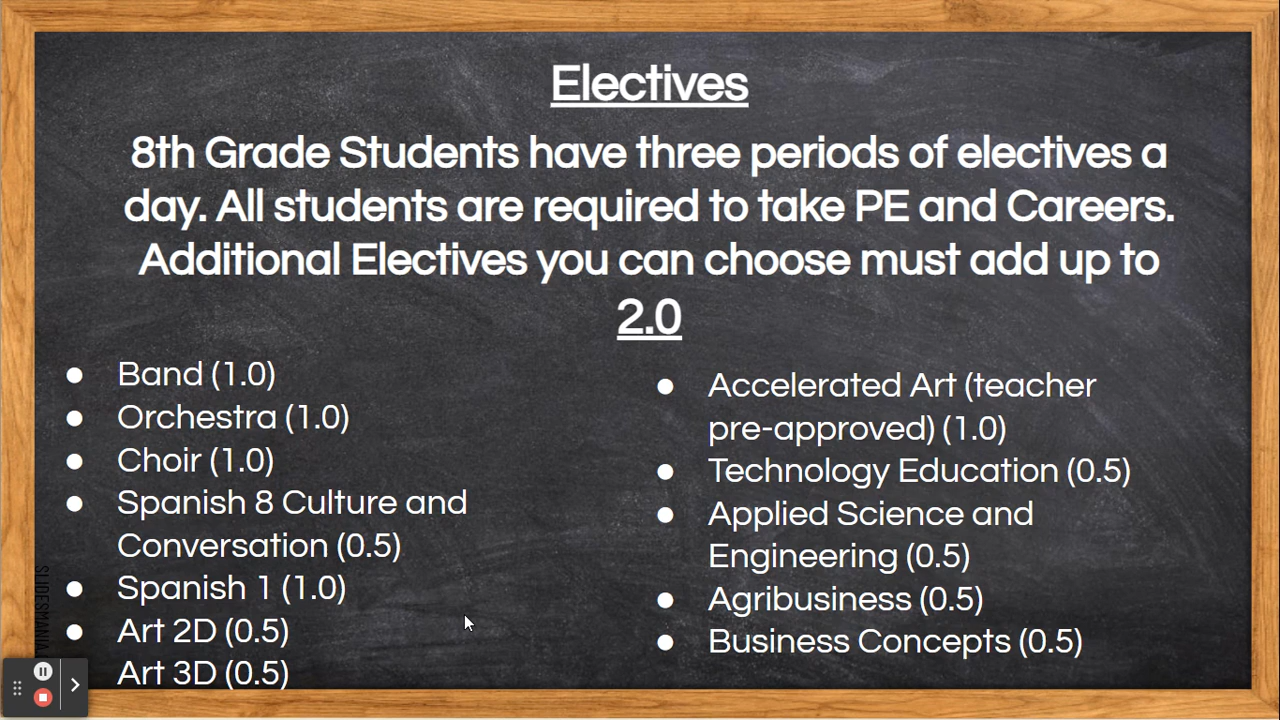 Electives
8th Grade Students have three periods of electives a
day. All students are required to take PE and Careers.
Additional Electives you can choose must add up to
2.0
● Band (1.0)
● Orchestra (1.0)
● Choir (1.0)
● Spanish 8 Culture and
Conversation (0.5)
● Spanish 1 (1.0)
● Art 2D (0.5)
Art 3D (0.5)
● Accelerated Art (teacher
pre-approved) (1.0)
● Technology Education (0.5)
● Applied Science and
Engineering (0.5)
● Agribusiness (0.5)
● Business Concepts (0.5)
SLIDESMANIA